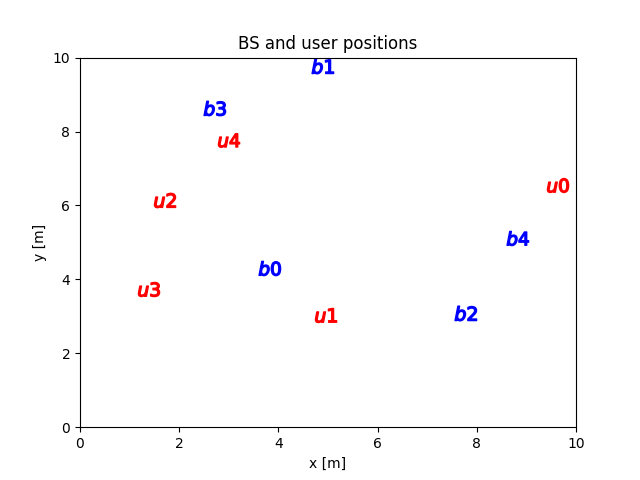 BS and user positions
10
b1
b3
8
u4
u0
u2
6
b4
b0
4
u3
u1
b2
2
0
0 2 4 6 8 10
x [m]
y [m]